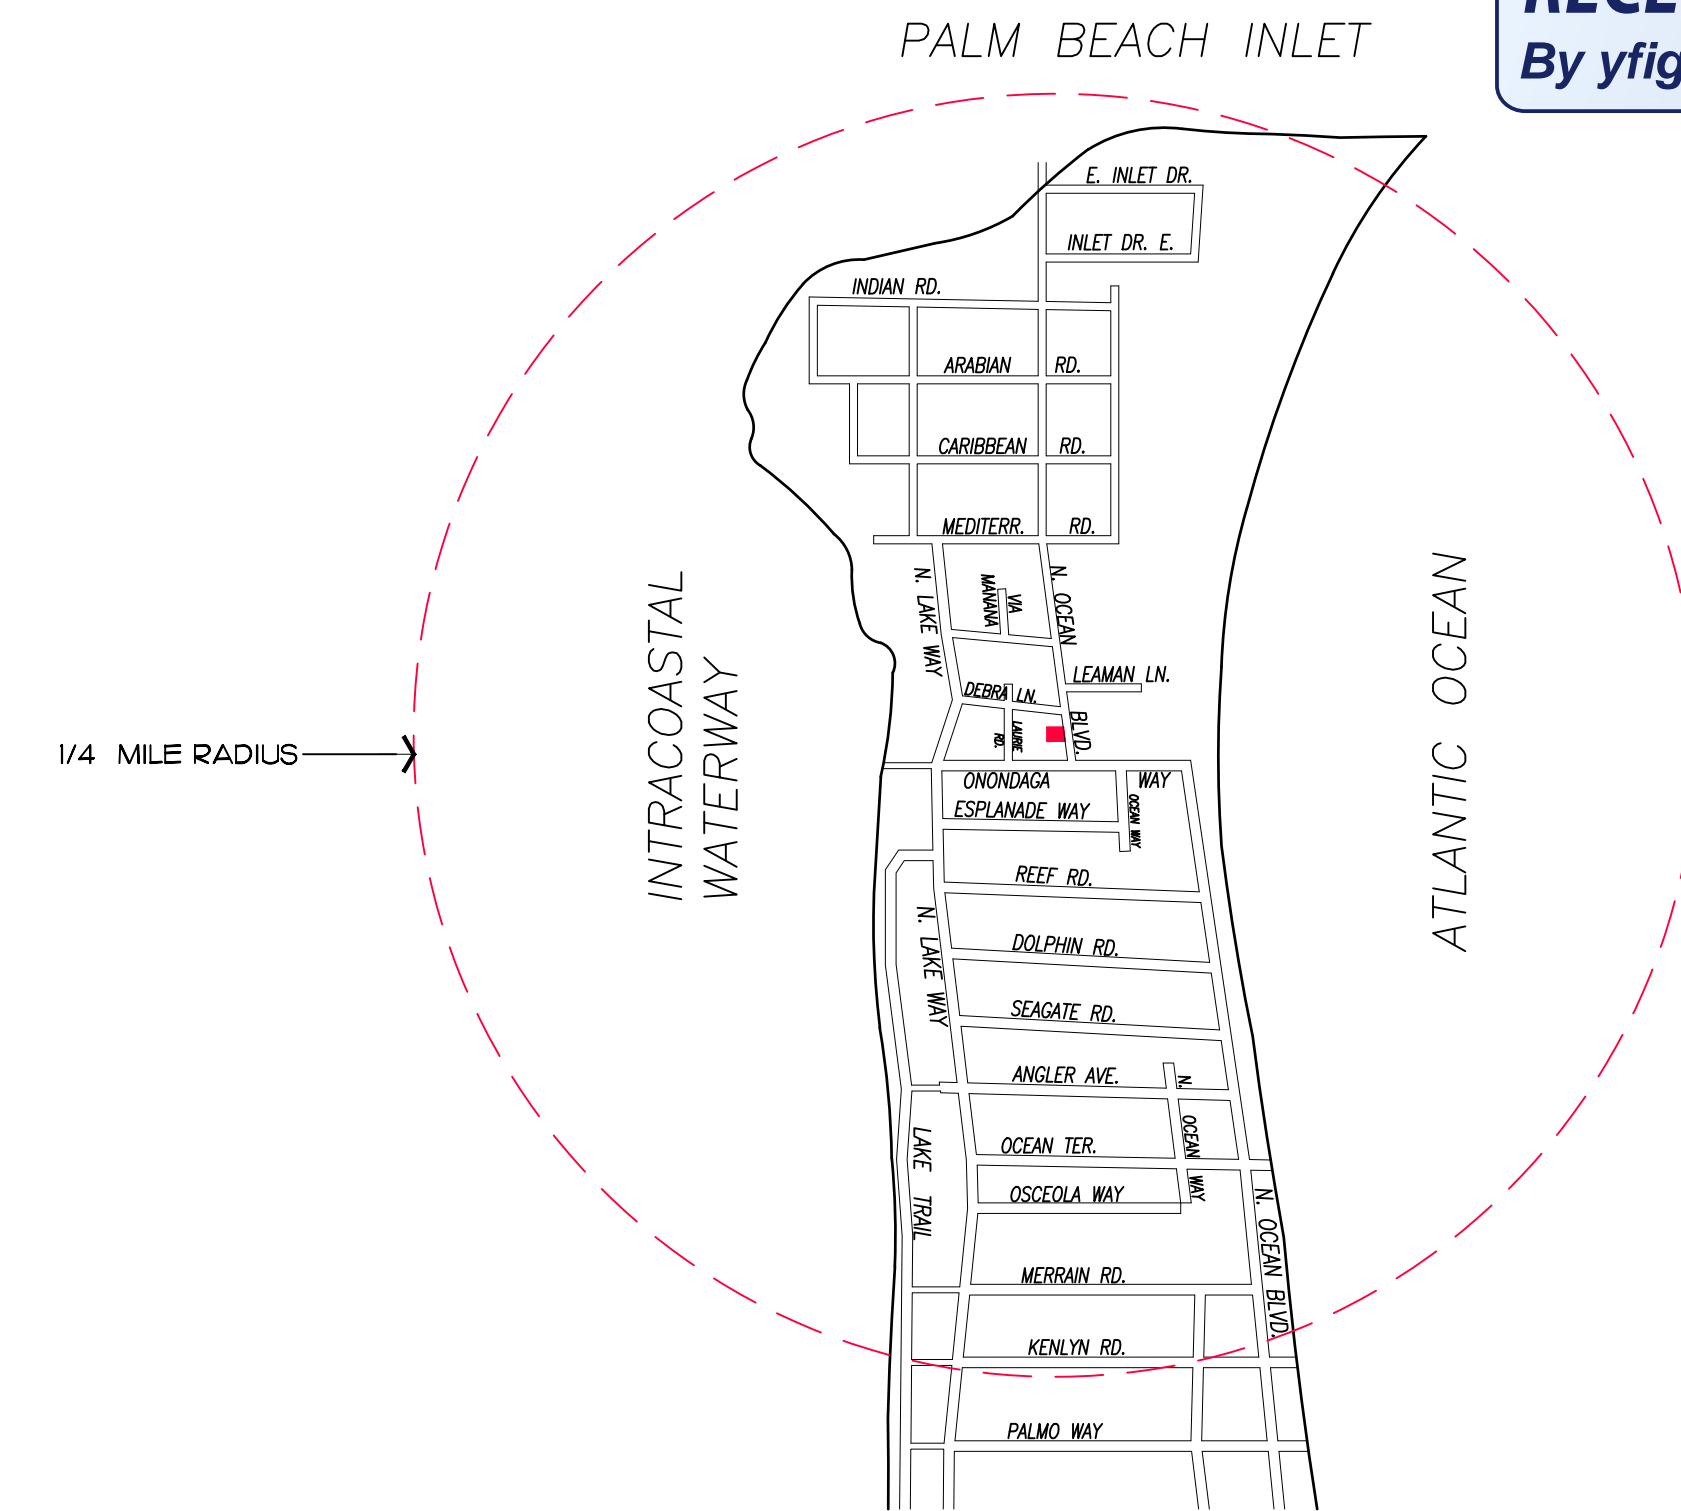 PALM BEACH INLET
By yfig
E. INLET DR.
INLET DR. E.
INDIAN RD.
ARABIAN RD.
CARIBBEAN RD.
MEDITERR. RD.
N. LAKE WAY
VIA
MANANA
N. OCEAN BLVD.
LEAMAN LN.
DEBRA LN.
LAURIE
RD.
1/4 MILE RADIUS
INTRACOASTAL
WATERWAY
ATLANTIC OCEAN
ONONDAGA WAY
ESPLANADE WAY
OCEAN WAY
REEF RD.
N. LAKE WAY
DOLPHIN RD.
SEAGATE RD.
ANGLER AVE.
N. OCEAN WAY
OCEAN TER.
LAKE TRAIL
OSCEOLA WAY
N. OCEAN BLVD.
MERRAIN RD.
KENLYN RD.
PALMO WAY